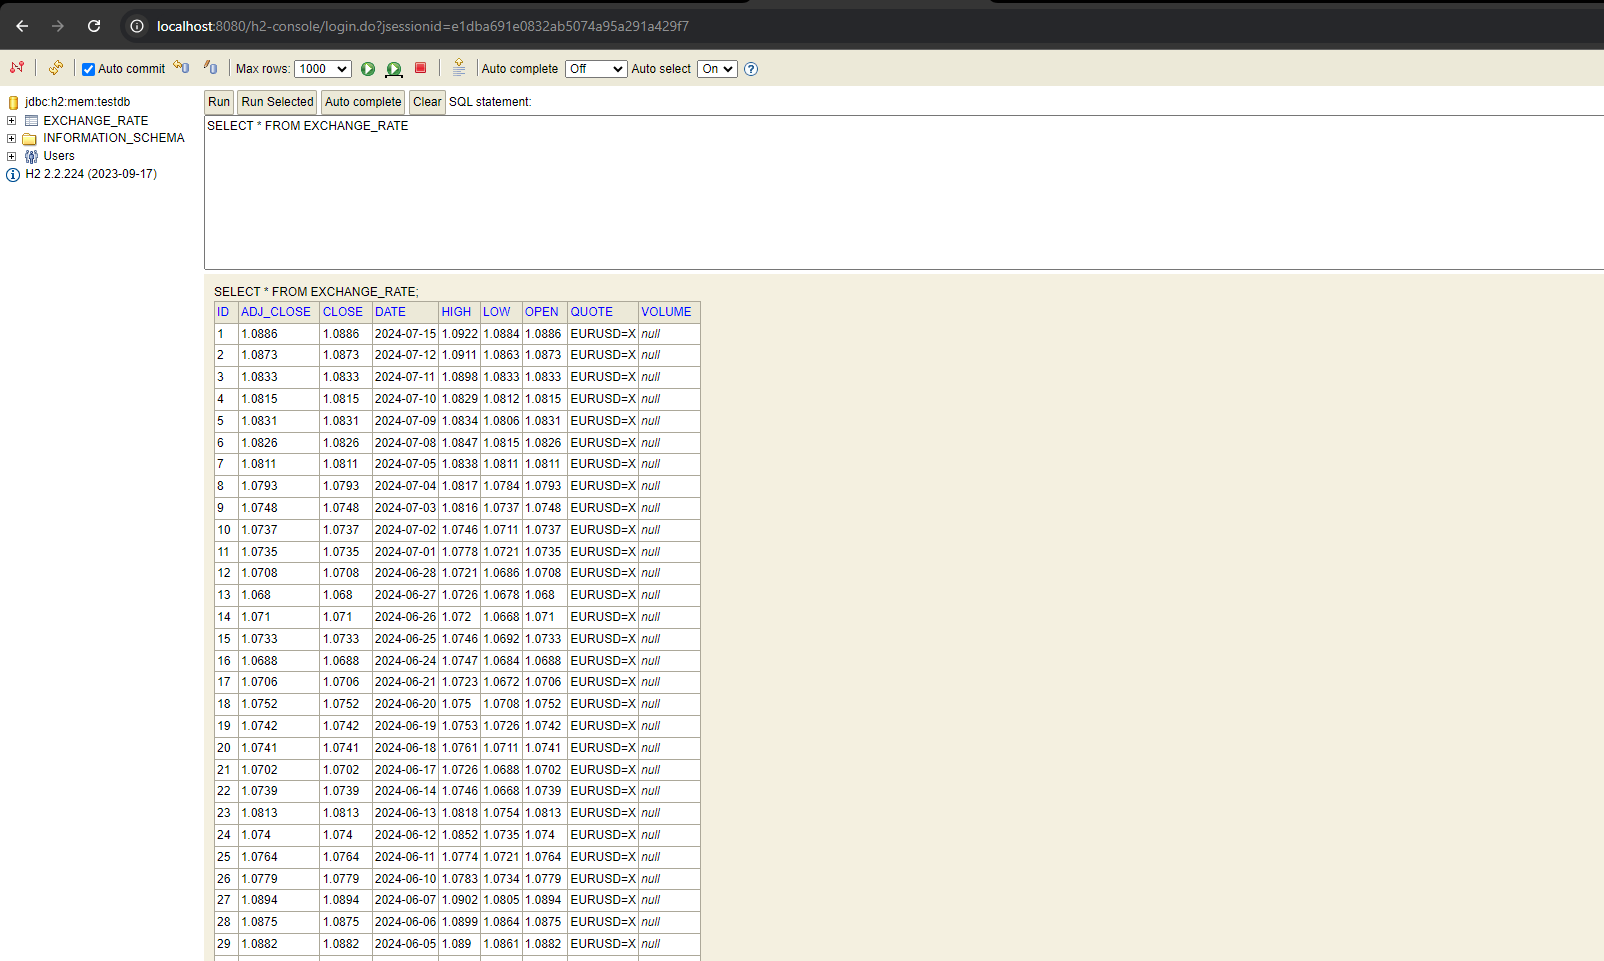 localhost:8080/h2-console/login.do?jsessionid=e1dba691e0832ab5074a95a291a429f7
Auto commit Max rows: 1000 Auto complete Off Auto select On ?
jdbc:h2:mem:testdb
EXCHANGE_RATE
INFORMATION_SCHEMA
Users
H2 2.2.224 (2023-09-17)
Run Run Selected Auto complete Clear SQL statement:
SELECT * FROM EXCHANGE_RATE
SELECT * FROM EXCHANGE_RATE;
ID ADJ_CLOSE CLOSE DATE HIGH LOW OPEN QUOTE VOLUME
1 1.0886 1.0886 2024-07-15 1.0922 1.0884 1.0886 EURUSD=X null
2 1.0873 1.0873 2024-07-12 1.0911 1.0863 1.0873 EURUSD=X null
3 1.0833 1.0833 2024-07-11 1.0898 1.0833 1.0833 EURUSD=X null
4 1.0815 1.0815 2024-07-10 1.0829 1.0812 1.0815 EURUSD=X null
5 1.0831 1.0831 2024-07-09 1.0834 1.0806 1.0831 EURUSD=X null
6 1.0826 1.0826 2024-07-08 1.0847 1.0815 1.0826 EURUSD=X null
7 1.0811 1.0811 2024-07-05 1.0838 1.0811 1.0811 EURUSD=X null
8 1.0793 1.0793 2024-07-04 1.0817 1.0784 1.0793 EURUSD=X null
9 1.0748 1.0748 2024-07-03 1.0816 1.0737 1.0748 EURUSD=X null
10 1.0737 1.0737 2024-07-02 1.0746 1.0711 1.0737 EURUSD=X null
11 1.0735 1.0735 2024-07-01 1.0778 1.0721 1.0735 EURUSD=X null
12 1.0708 1.0708 2024-06-28 1.0721 1.0686 1.0708 EURUSD=X null
13 1.068 1.068 2024-06-27 1.0726 1.0678 1.068 EURUSD=X null
14 1.071 1.071 2024-06-26 1.072 1.0668 1.071 EURUSD=X null
15 1.0733 1.0733 2024-06-25 1.0746 1.0692 1.0733 EURUSD=X null
16 1.0688 1.0688 2024-06-24 1.0747 1.0684 1.0688 EURUSD=X null
17 1.0706 1.0706 2024-06-21 1.0723 1.0672 1.0706 EURUSD=X null
18 1.0752 1.0752 2024-06-20 1.075 1.0708 1.0752 EURUSD=X null
19 1.0742 1.0742 2024-06-19 1.0753 1.0726 1.0742 EURUSD=X null
20 1.0741 1.0741 2024-06-18 1.0761 1.0711 1.0741 EURUSD=X null
21 1.0702 1.0702 2024-06-17 1.0726 1.0688 1.0702 EURUSD=X null
22 1.0739 1.0739 2024-06-14 1.0746 1.0668 1.0739 EURUSD=X null
23 1.0813 1.0813 2024-06-13 1.0818 1.0754 1.0813 EURUSD=X null
24 1.074 1.074 2024-06-12 1.0852 1.0735 1.074 EURUSD=X null
25 1.0764 1.0764 2024-06-11 1.0774 1.0721 1.0764 EURUSD=X null
26 1.0779 1.0779 2024-06-10 1.0783 1.0734 1.0779 EURUSD=X null
27 1.0894 1.0894 2024-06-07 1.0902 1.0805 1.0894 EURUSD=X null
28 1.0875 1.0875 2024-06-06 1.0899 1.0864 1.0875 EURUSD=X null
29 1.0882 1.0882 2024-06-05 1.089 1.0861 1.0882 EURUSD=X null